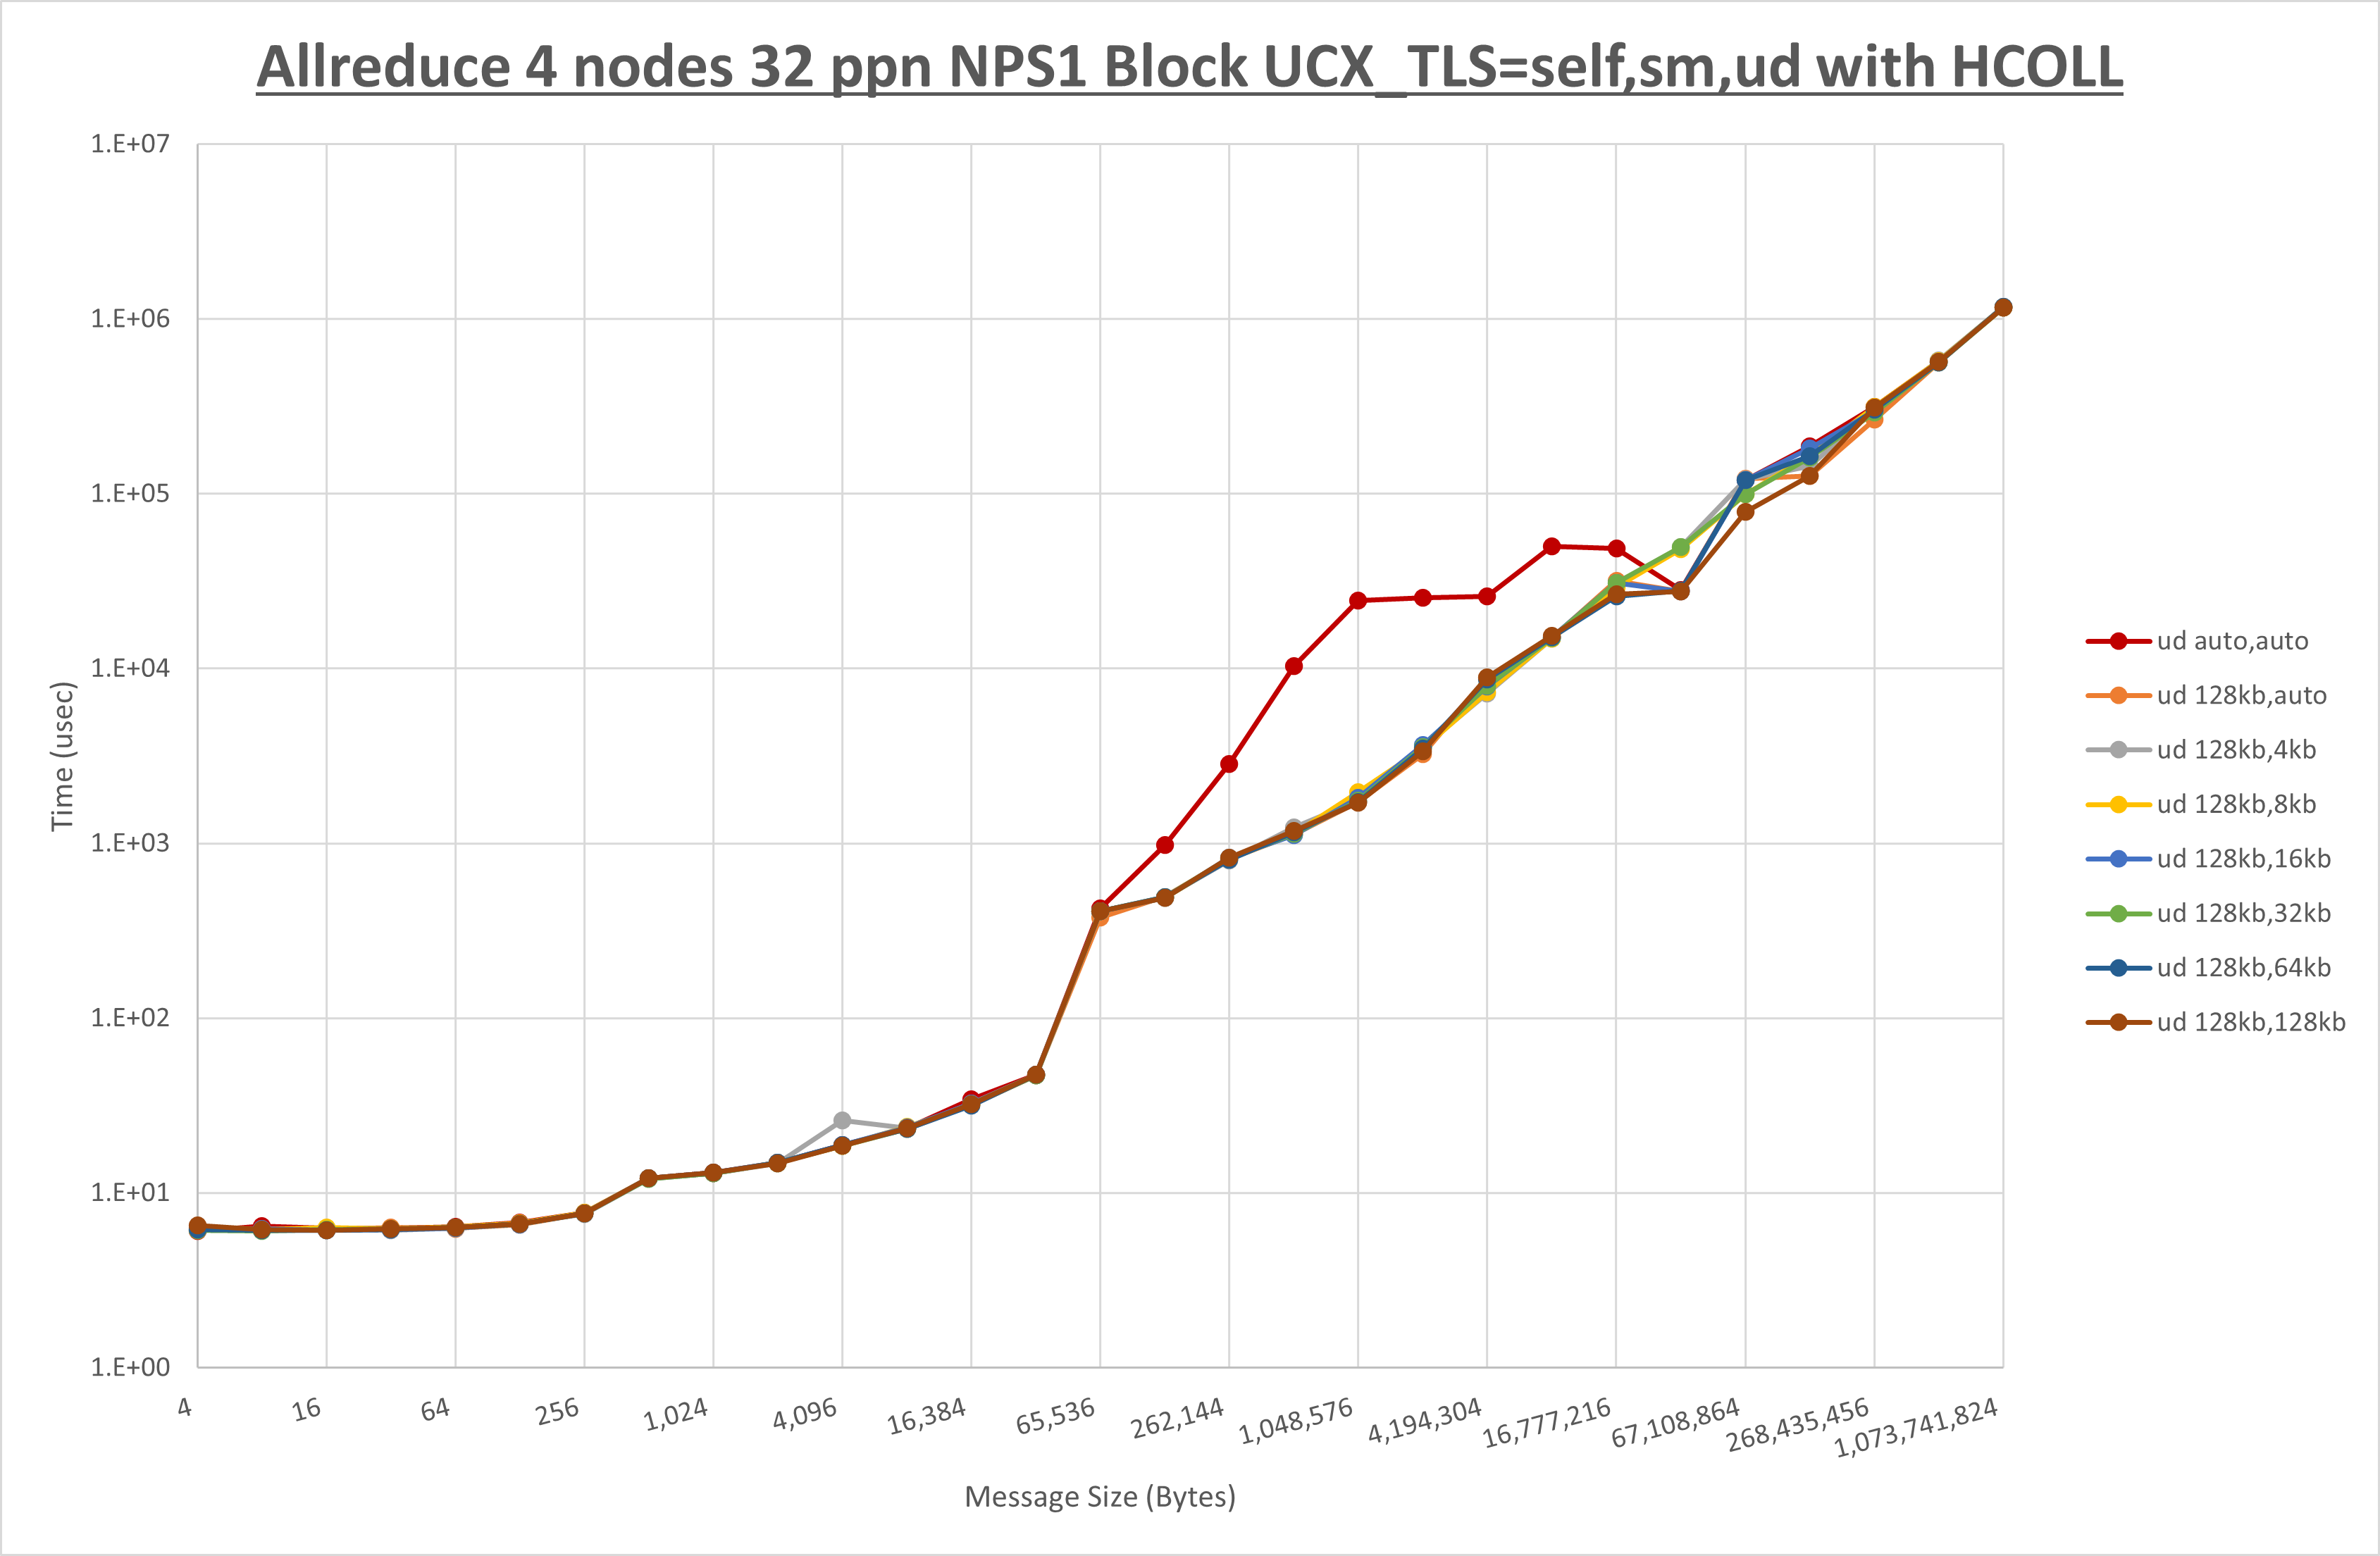 Allreduce 4 nodes 32 ppn NPS1 Block UCX_TLS=self,sm,ud with HCOLL
1.E+07
1.E+06
1.E+05
1.E+04
1.E+03
1.E+02
1.E+01
1.E+00
Time (usec)
4
16
64
256
1,024
4,096
16,384
65,536
262,144
1,048,576
4,194,304
16,777,216
67,108,864
268,435,456
1,073,741,824
Message Size (Bytes)
ud auto,auto
ud 128kb,auto
ud 128kb,4kb
ud 128kb,8kb
ud 128kb,16kb
ud 128kb,32kb
ud 128kb,64kb
ud 128kb,128kb